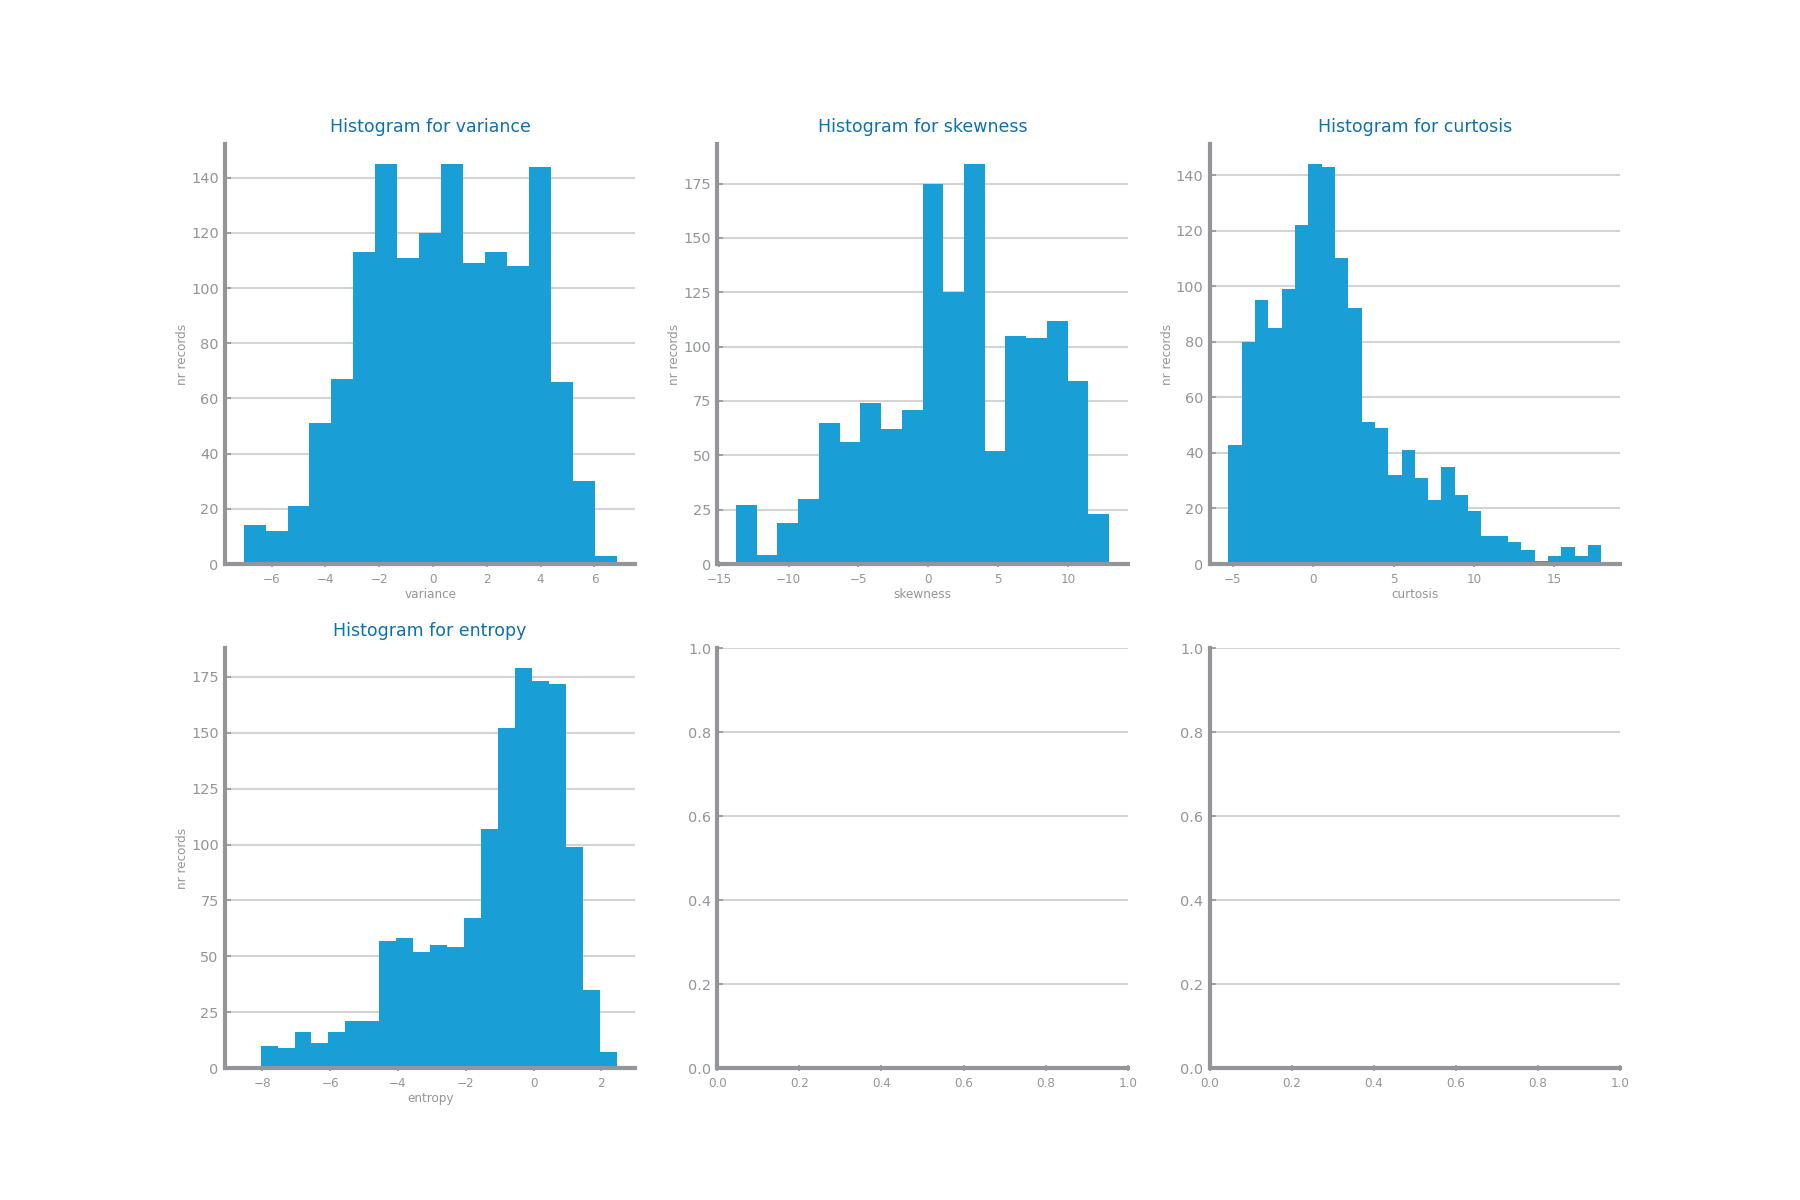 Histogram for variance
140
120
100
80
60
40
20
0
nr records
−6 −4 −2 0 2 4 6
variance
Histogram for skewness
175
150
125
100
75
50
25
0
nr records
−15 −10 −5 0 5 10
skewness
Histogram for curtosis
140
120
100
80
60
40
20
0
nr records
−5 0 5 10 15
curtosis
Histogram for entropy
175
150
125
100
75
50
25
0
nr records
−8 −6 −4 −2 0 2
entropy
1.0
0.8
0.6
0.4
0.2
0.0
0.0 0.2 0.4 0.6 0.8 1.0
1.0
0.8
0.6
0.4
0.2
0.0
0.0 0.2 0.4 0.6 0.8 1.0